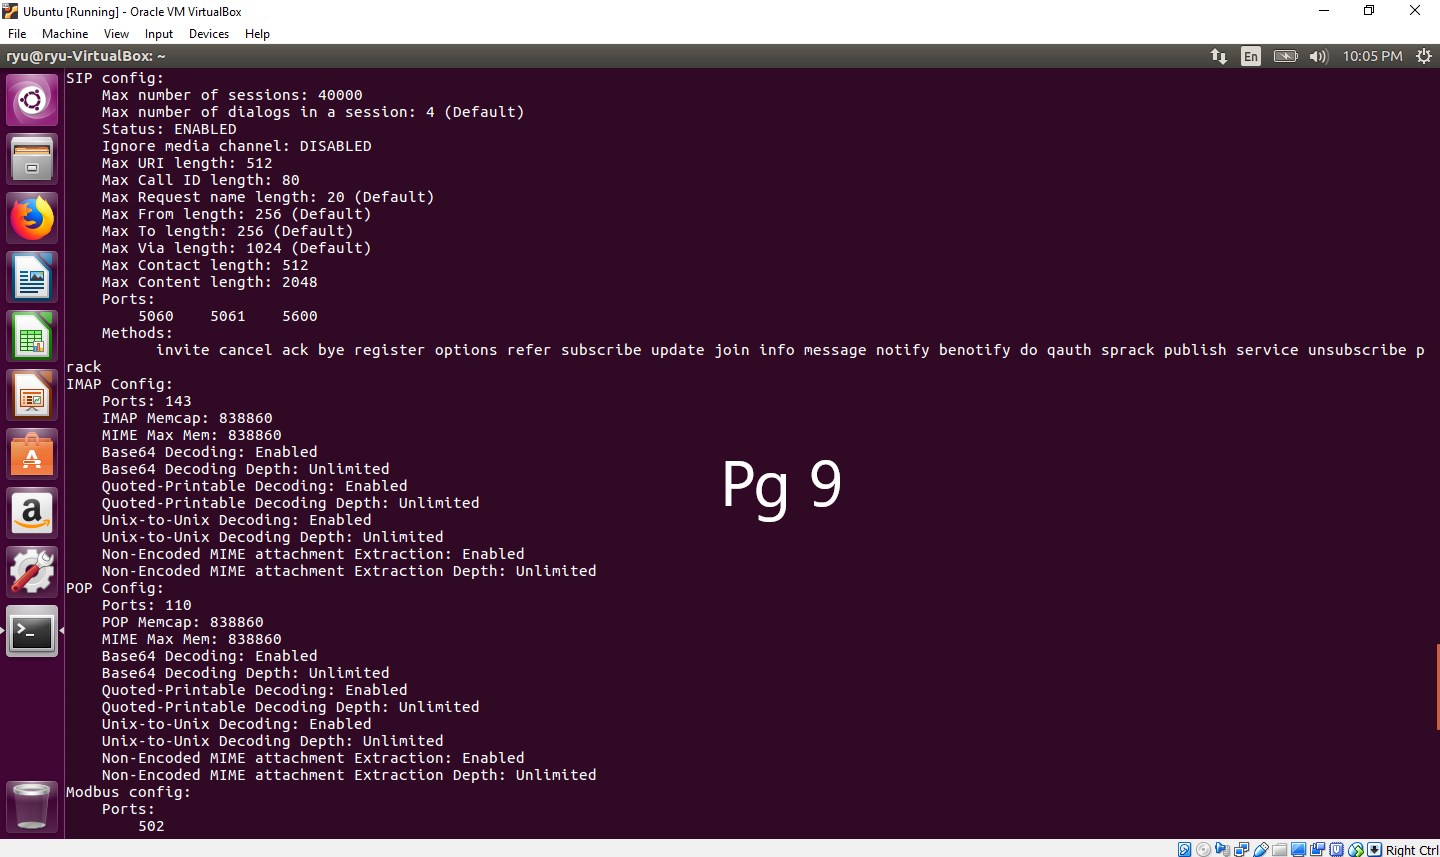 Ubuntu [Running] - Oracle VM VirtualBox
File Machine View Input Devices Help
ryu@ryu-VirtualBox: ~
En
10:05 PM
SIP config:
Max number of sessions: 40000
Max number of dialogs in a session: 4 (Default)
Status: ENABLED
Ignore media channel: DISABLED
Max URI length: 512
Max Call ID length: 80
Max Request name length: 20 (Default)
Max From length: 256 (Default)
Max To length: 256 (Default)
Max Via length: 1024 (Default)
Max Contact length: 512
Max Content length: 2048
Ports:
5060 5061 5600
Methods:
invite cancel ack bye register options refer subscribe update join info message notify benotify do qauth sprack publish service unsubscribe p
rack
IMAP Config:
Ports: 143
IMAP Memcap: 838860
MIME Max Mem: 838860
Base64 Decoding: Enabled
Base64 Decoding Depth: Unlimited
Quoted-Printable Decoding: Enabled
Quoted-Printable Decoding Depth: Unlimited
Unix-to-Unix Decoding: Enabled
Unix-to-Unix Decoding Depth: Unlimited
Non-Encoded MIME attachment Extraction: Enabled
Non-Encoded MIME attachment Extraction Depth: Unlimited
Pg 9
POP Config:
Ports: 110
POP Memcap: 838860
MIME Max Mem: 838860
Base64 Decoding: Enabled
Base64 Decoding Depth: Unlimited
Quoted-Printable Decoding: Enabled
Quoted-Printable Decoding Depth: Unlimited
Unix-to-Unix Decoding: Enabled
Unix-to-Unix Decoding Depth: Unlimited
Non-Encoded MIME attachment Extraction: Enabled
Non-Encoded MIME attachment Extraction Depth: Unlimited
Modbus config:
Ports:
502
Right Ctrl